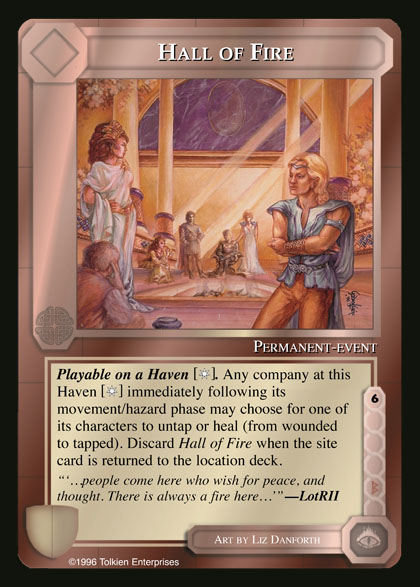 Hall of Fire
Permanent-event
Playable on a Haven [☼]. Any company at this
Haven [☼] immediately following its
movement/hazard phase may choose for one of
its characters to untap or heal (from wounded
to tapped). Discard Hall of Fire when the site
card is returned to the location deck.
“‘…people come here who wish for peace, and
thought. There is always a fire here…’”—LotRII
6
Art by Liz Danforth
©1996 Tolkien Enterprises